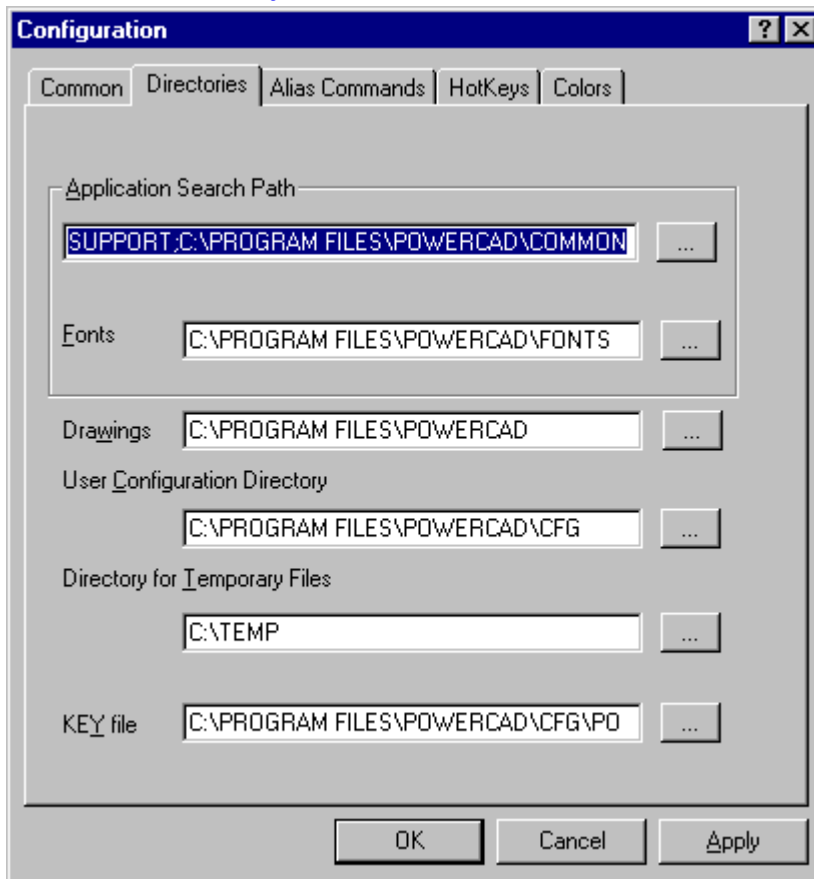 Configuration
Common Directories Alias Commands HotKeys Colors
Application Search Path
SUPPORT;C:\PROGRAM FILES\POWERCAD\COMMON ...
Fonts C:\PROGRAM FILES\POWERCAD\FONTS ...
Drawings C:\PROGRAM FILES\POWERCAD ...
User Configuration Directory
C:\PROGRAM FILES\POWERCAD\CFG ...
Directory for Temporary Files
C:\TEMP ...
KEY file C:\PROGRAM FILES\POWERCAD\CFG\PO ...
OK Cancel Apply